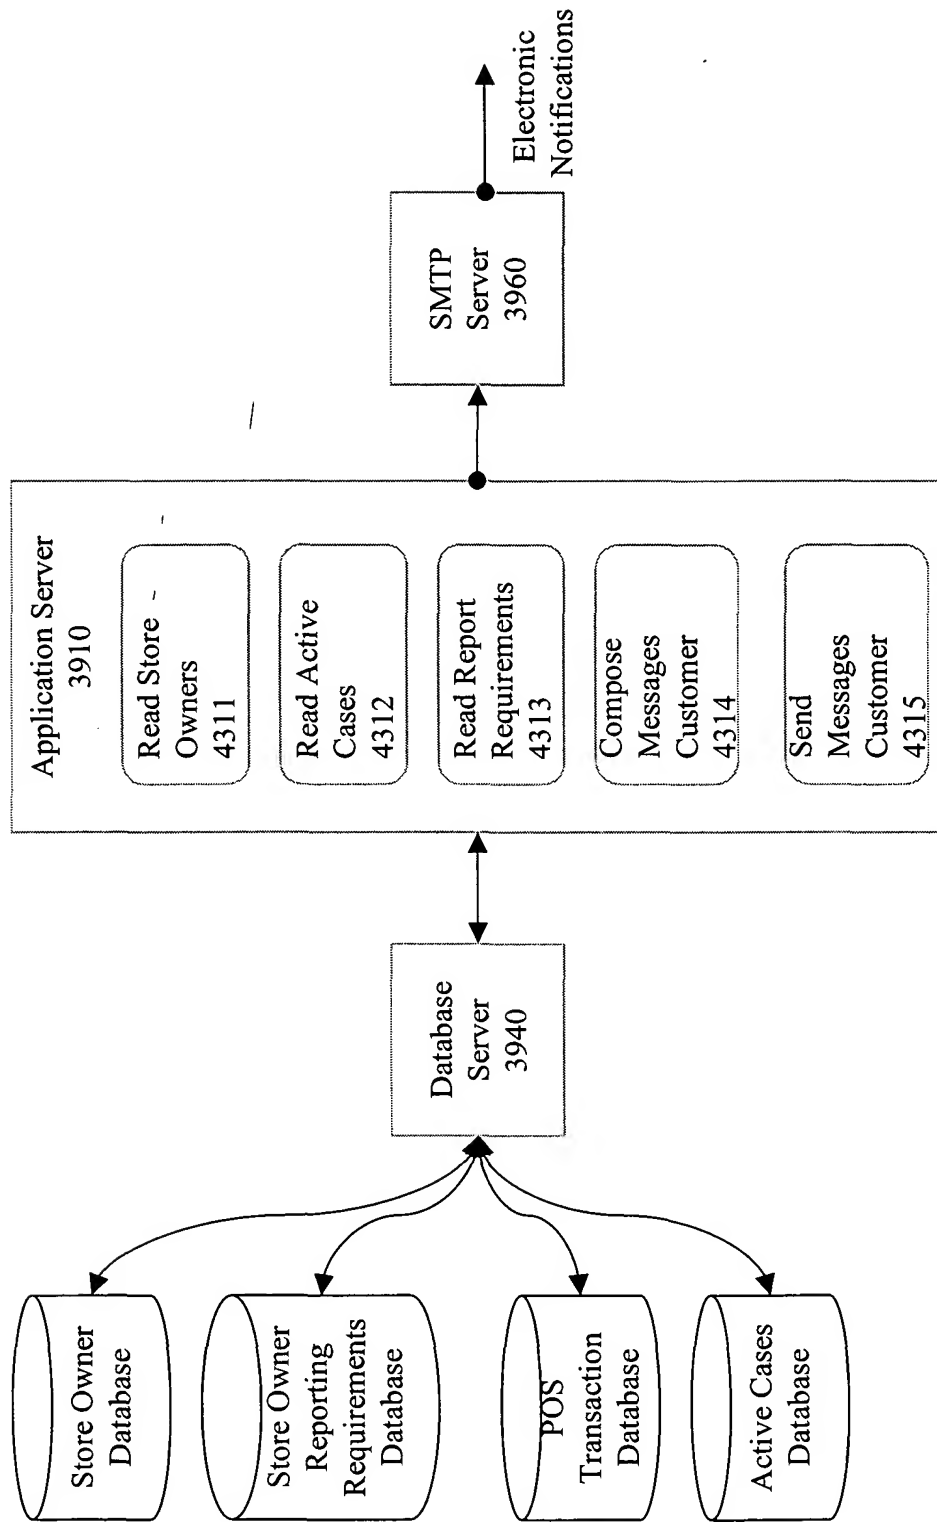 Store Owner
Database
Store Owner
Reporting
Requirements
Database
POS
Transaction
Database
Active Cases
Database
Database
Server
3940
Application Server
3910
Read Store
Owners
4311
Read Active
Cases
4312
Read Report
Requirements
4313
Compose
Messages
Customer
4314
Send
Messages
Customer
4315
SMTP
Server
3960
Electronic
Notifications